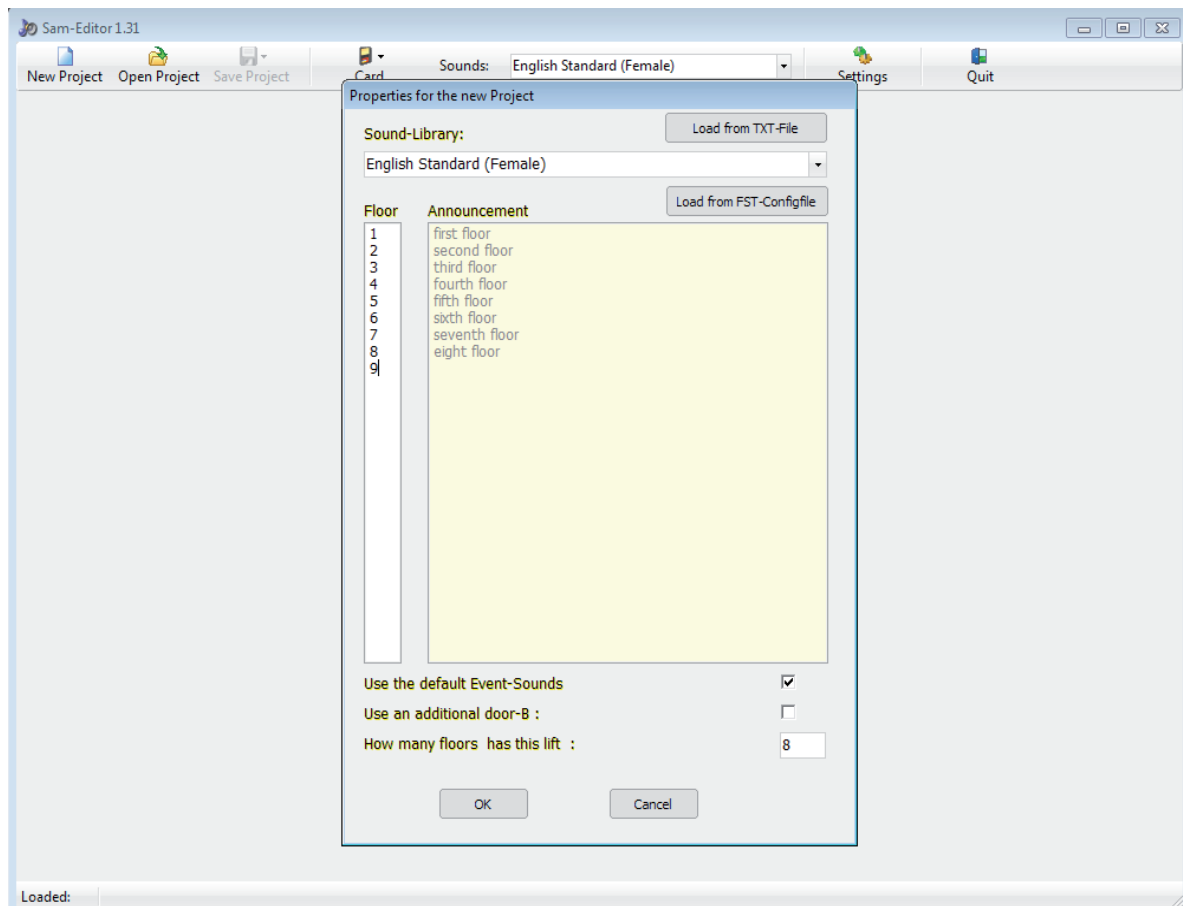 Sam-Editor 1.31
New Project Open Project Save Project Card Sounds: English Standard (Female) Settings Quit
Properties for the new Project
Sound-Library: Load from TXT-File
English Standard (Female)
Load from FST-Configfile
Floor Announcement
1 first floor
2 second floor
3 third floor
4 fourth floor
5 fifth floor
6 sixth floor
7 seventh floor
8 eight floor
9
Use the default Event-Sounds
Use an additional door-B :
How many floors has this lift : 8
OK Cancel
Loaded: